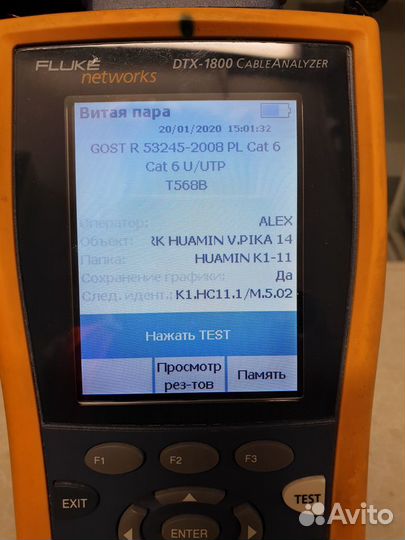 FLUKE networks DTX-1800 CABLEANALYZER
Витая пара
20/01/2020 15:01:32
GOST R 53245-2008 PL Cat 6
Cat 6 U/UTP
T568B
Оператор: ALEX
Объект: RK HUAMIN V.PIKA 14
Папка: HUAMIN K1-11
Сохранение графики: Да
След. идент.: K1.HC11.1/M.5.02
Нажать TEST
Просмотр рез-тов
Память
F1 F2 F3
EXIT
TEST
ENTER
Avito